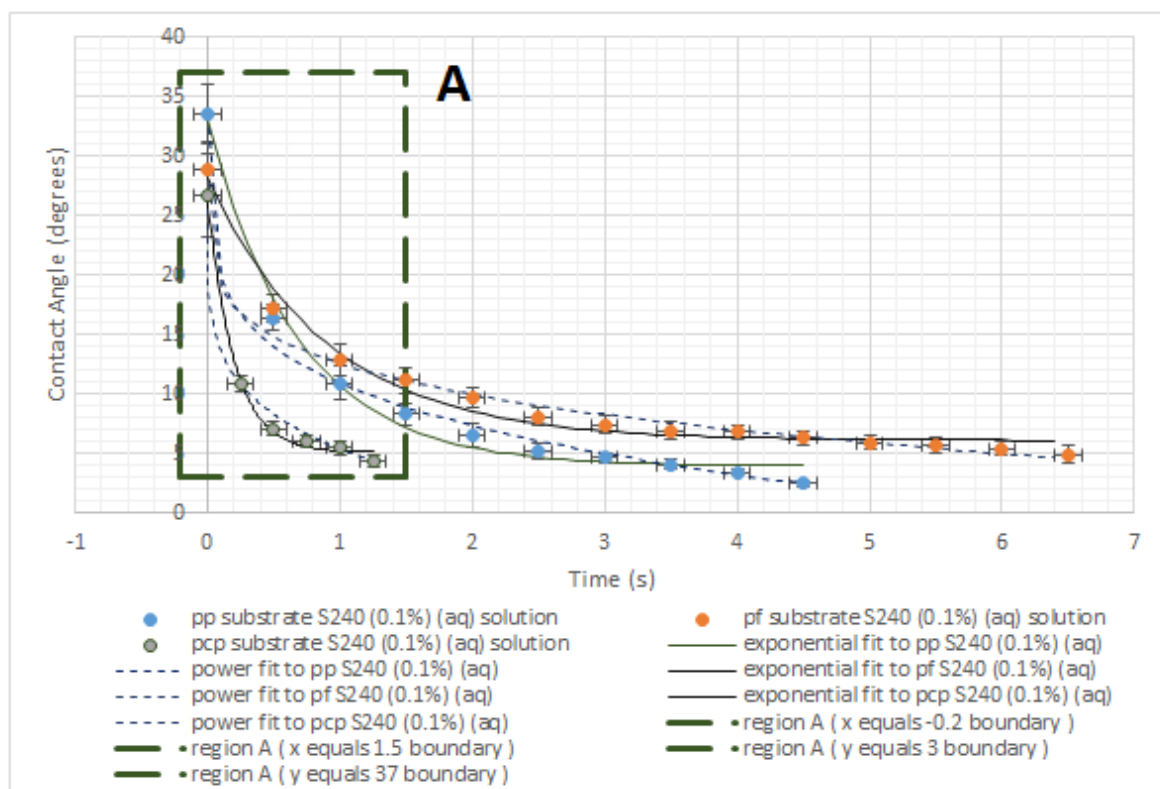 A
40
35
30
25
20
15
10
5
0
Contact Angle (degrees)
-1 0 1 2 3 4 5 6 7
Time (s)
pp substrate S240 (0.1%) (aq) solution
pf substrate S240 (0.1%) (aq) solution
pcp substrate S240 (0.1%) (aq) solution
exponential fit to pp S240 (0.1%) (aq)
power fit to pp S240 (0.1%) (aq)
exponential fit to pf S240 (0.1%) (aq)
power fit to pf S240 (0.1%) (aq)
exponential fit to pcp S240 (0.1%) (aq)
power fit to pcp S240 (0.1%) (aq)
region A ( x equals -0.2 boundary )
region A ( x equals 1.5 boundary )
region A ( y equals 3 boundary )
region A ( y equals 37 boundary )